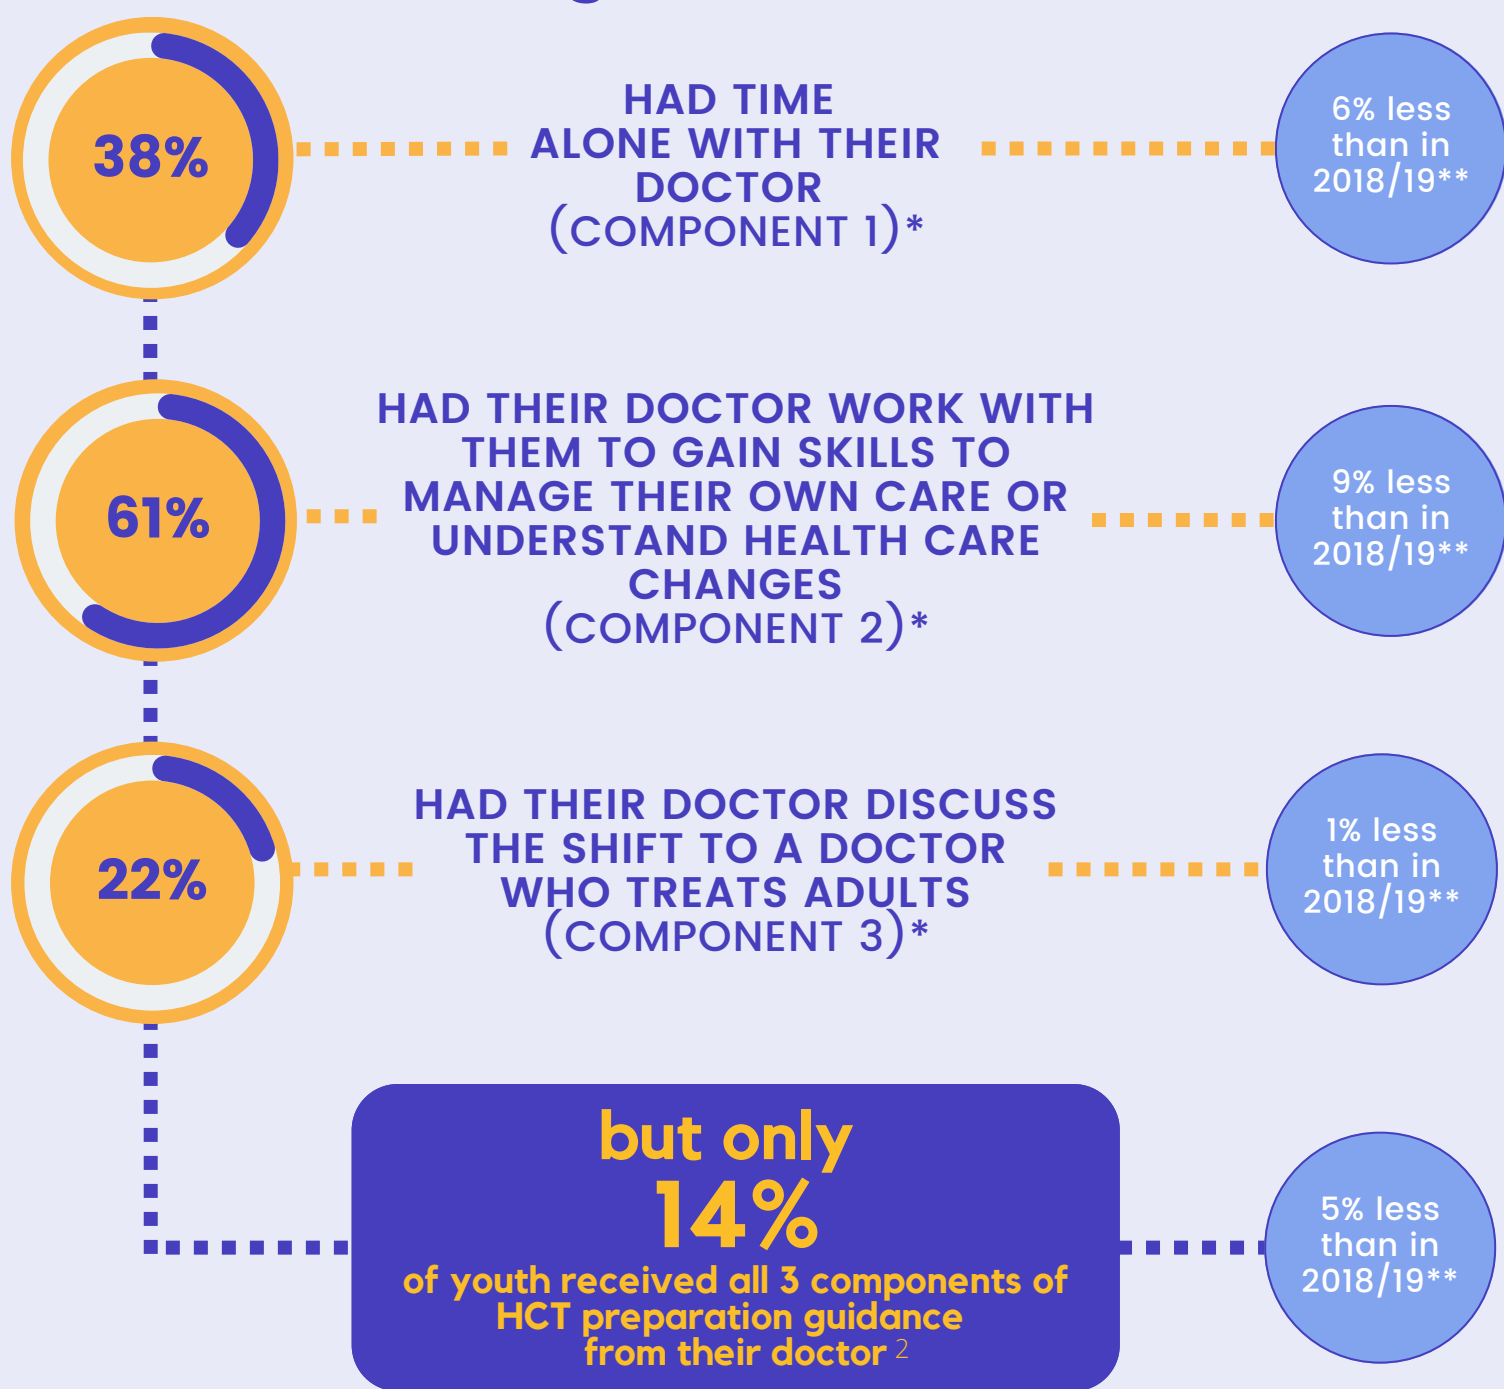 38%
HAD TIME
ALONE WITH THEIR
DOCTOR
(COMPONENT 1)*
6% less
than in
2018/19**
61%
HAD THEIR DOCTOR WORK WITH
THEM TO GAIN SKILLS TO
MANAGE THEIR OWN CARE OR
UNDERSTAND HEALTH CARE
CHANGES
(COMPONENT 2)*
9% less
than in
2018/19**
22%
HAD THEIR DOCTOR DISCUSS
THE SHIFT TO A DOCTOR
WHO TREATS ADULTS
(COMPONENT 3)*
1% less
than in
2018/19**
but only
14%
of youth received all 3 components of
HCT preparation guidance
from their doctor 2
5% less
than in
2018/19**